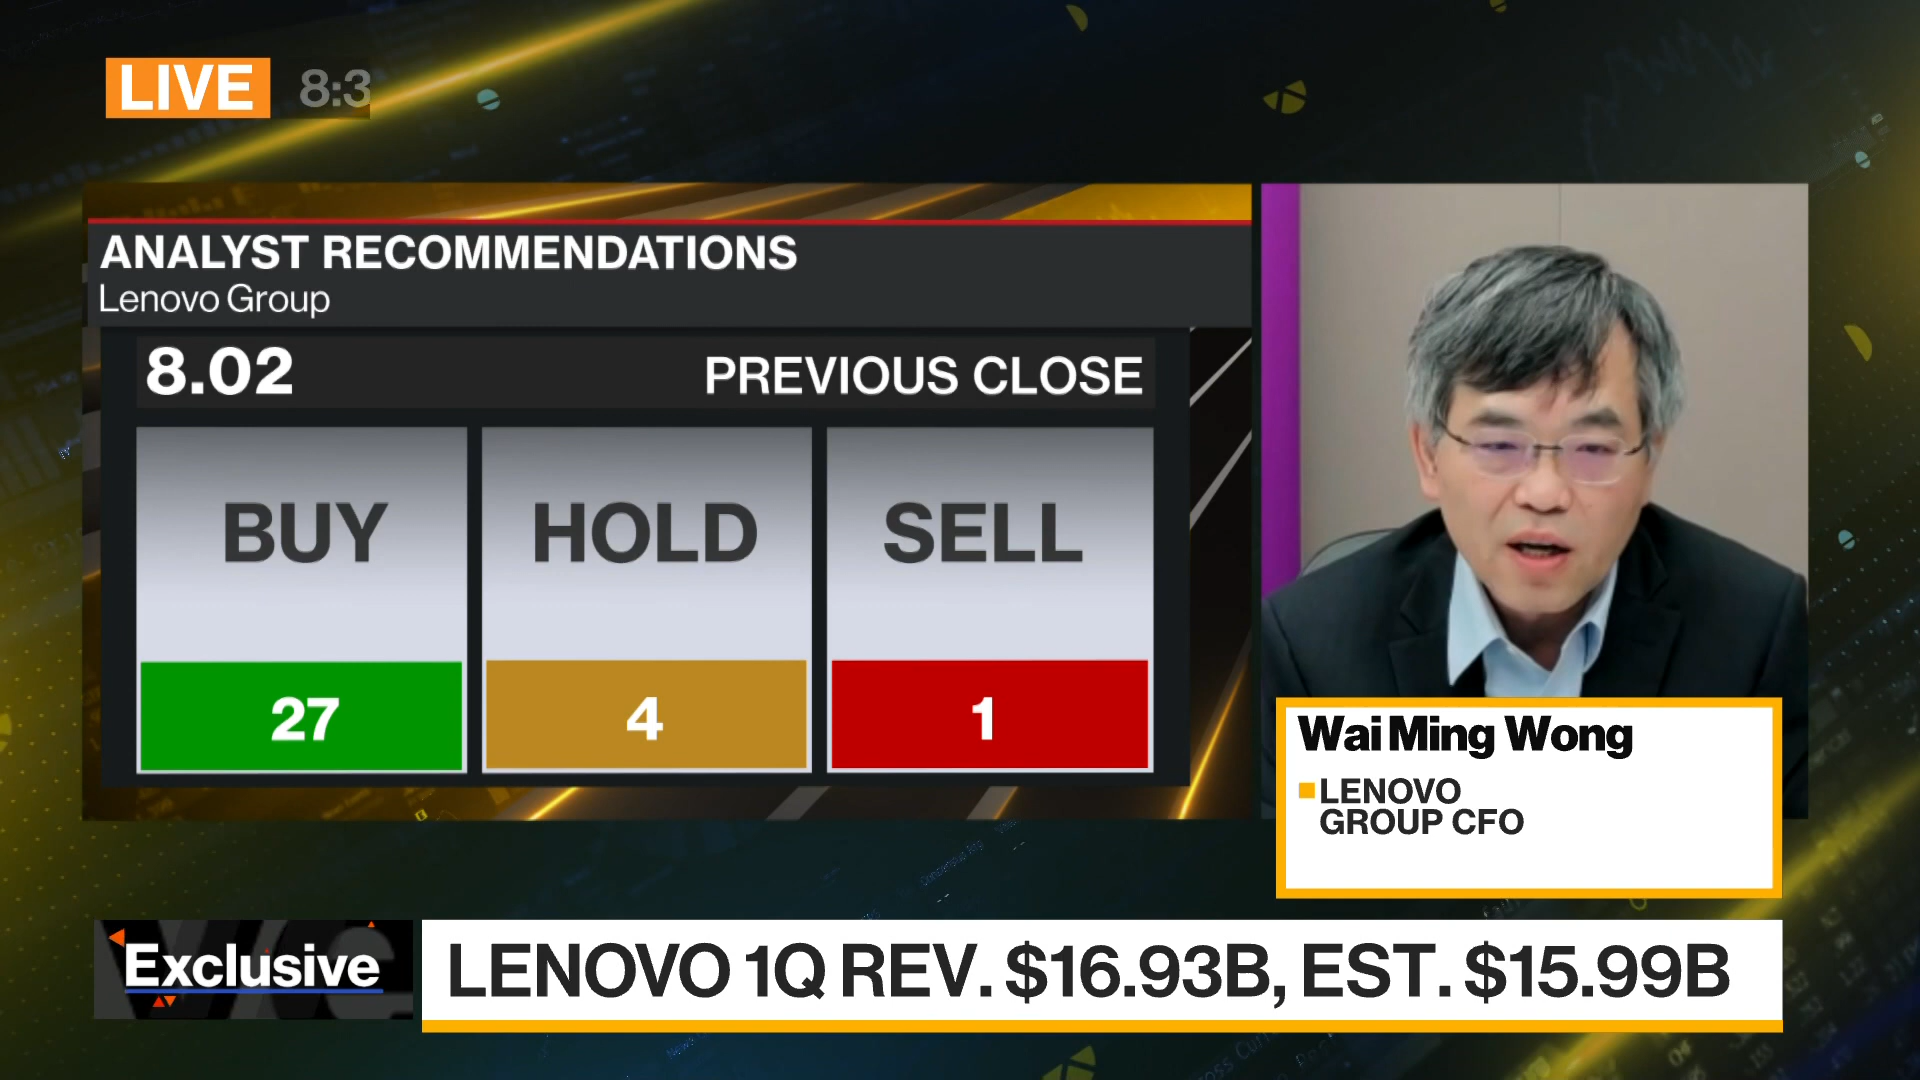 LIVE 8:3
ANALYST RECOMMENDATIONS
Lenovo Group
8.02 PREVIOUS CLOSE
BUY HOLD SELL
27 4 1
Wai Ming Wong
LENOVO
GROUP CFO
Exclusive
LENOVO 1Q REV. $16.93B, EST. $15.99B